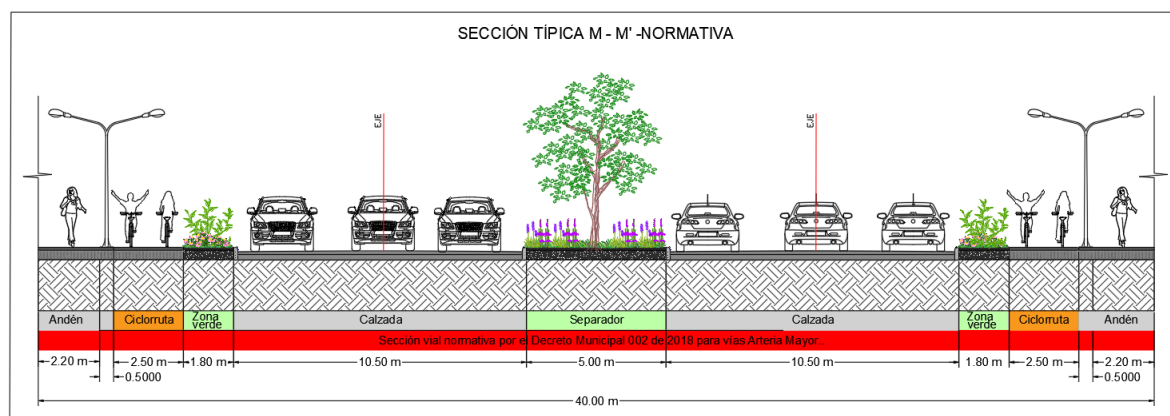 SECCIÓN TÍPICA M - M' -NORMATIVA
EJE
EJE
Andén
Ciclorruta
Zona
verde
Calzada
Separador
Calzada
Zona
verde
Ciclorruta
Andén
Sección vial normativa por el Decreto Municipal 002 de 2018 para vías Arteria Mayor..
2.20 m
2.50 m
1.80 m
10.50 m
5.00 m
10.50 m
1.80 m
2.50 m
2.20 m
0.5000
0.5000
40.00 m